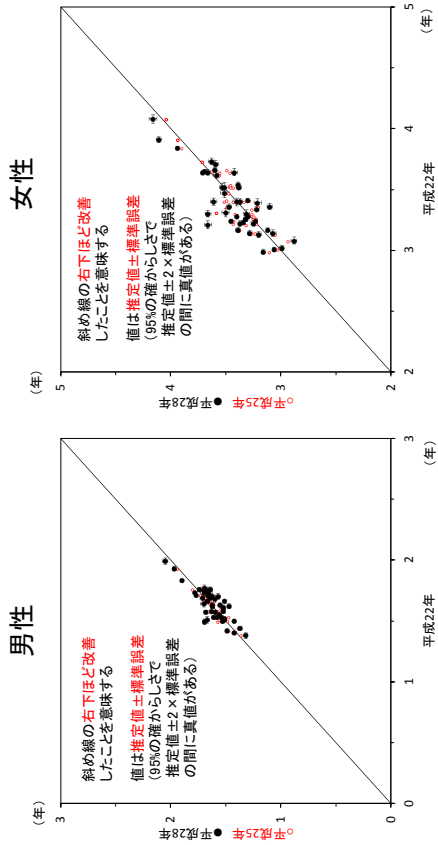 男性
(年)
3
2
1
0
●平成28年
○平成25年
斜め線の右下ほど改善
したことを意味する
値は推定値±標準誤差
(95%の確からしさで
推定値±2×標準誤差
の間に真値がある)
0
1
2
3
平成22年
(年)
女性
(年)
5
4
3
2
●平成28年
○平成25年
斜め線の右下ほど改善
したことを意味する
値は推定値±標準誤差
(95%の確からしさで
推定値±2×標準誤差
の間に真値がある)
2
3
4
5
平成22年
(年)